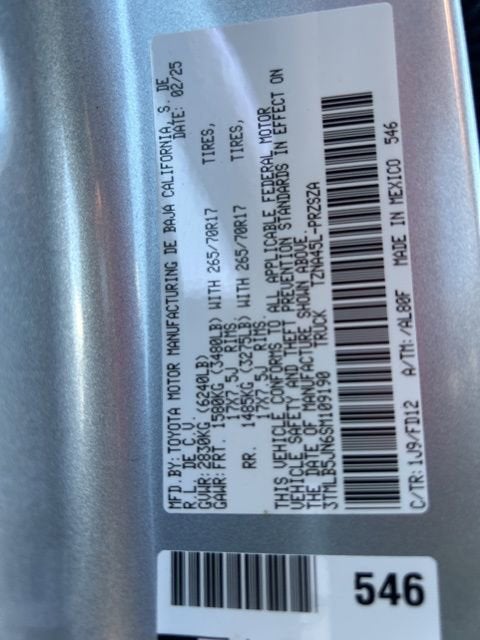 MFD.BY:TOYOTA MOTOR MANUFACTURING DE BAJA CALIFORNIA, S. DE
R.L. DE C.V. DATE: 02/25
GVWR: 2830KG (6240LB)
GAWR: FRT. 1580KG (3480LB) WITH 265/70R17 TIRES,
17X7.5J RIMS,
RR. 1485KG (3275LB) WITH 265/70R17 TIRES,
17X7.5J RIMS.
THIS VEHICLE CONFORMS TO ALL APPLICABLE FEDERAL MOTOR
VEHICLE SAFETY AND THEFT PREVENTION STANDARDS IN EFFECT ON
THE DATE OF MANUFACTURE SHOWN ABOVE.
3TMLB5JN6SM109190 TRUCK TZNA45L-PRZSZA
C/TR:1J9/FD12 A/TM:/AL80F MADE IN MEXICO 546
546